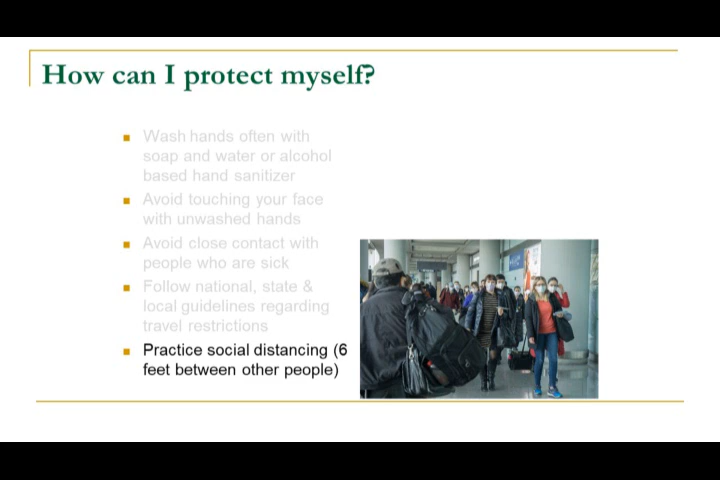 How can I protect myself?
Wash hands often with
soap and water or alcohol
based hand sanitizer
Avoid touching your face
with unwashed hands
Avoid close contact with
people who are sick
Follow national, state &
local guidelines regarding
travel restrictions
Practice social distancing (6
feet between other people)